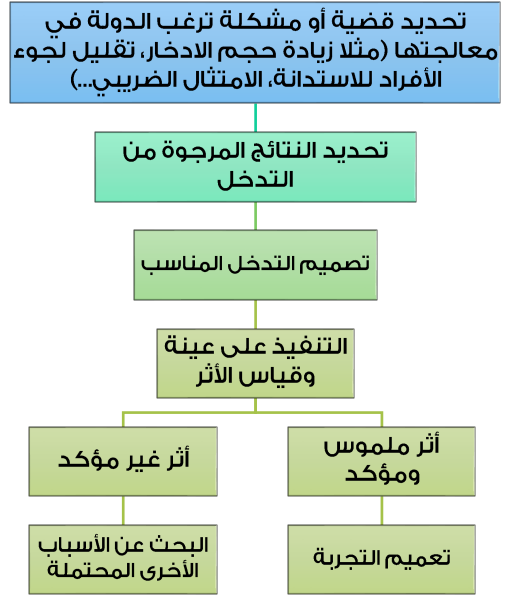 تحديد قضية أو مشكلة ترغب الدولة في
معالجتها (مثلا زيادة حجم الادخار، تقليل لجوء
الأفراد للاستدانة، الامتثال الضريبي...)
تحديد النتائج المرجوة من
التدخل
تصميم التدخل المناسب
التنفيذ على عينة
وقياس الأثر
أثر ملموس
ومؤكد
أثر غير مؤكد
تعميم التجربة
البحث عن الأسباب
الأخرى المحتملة